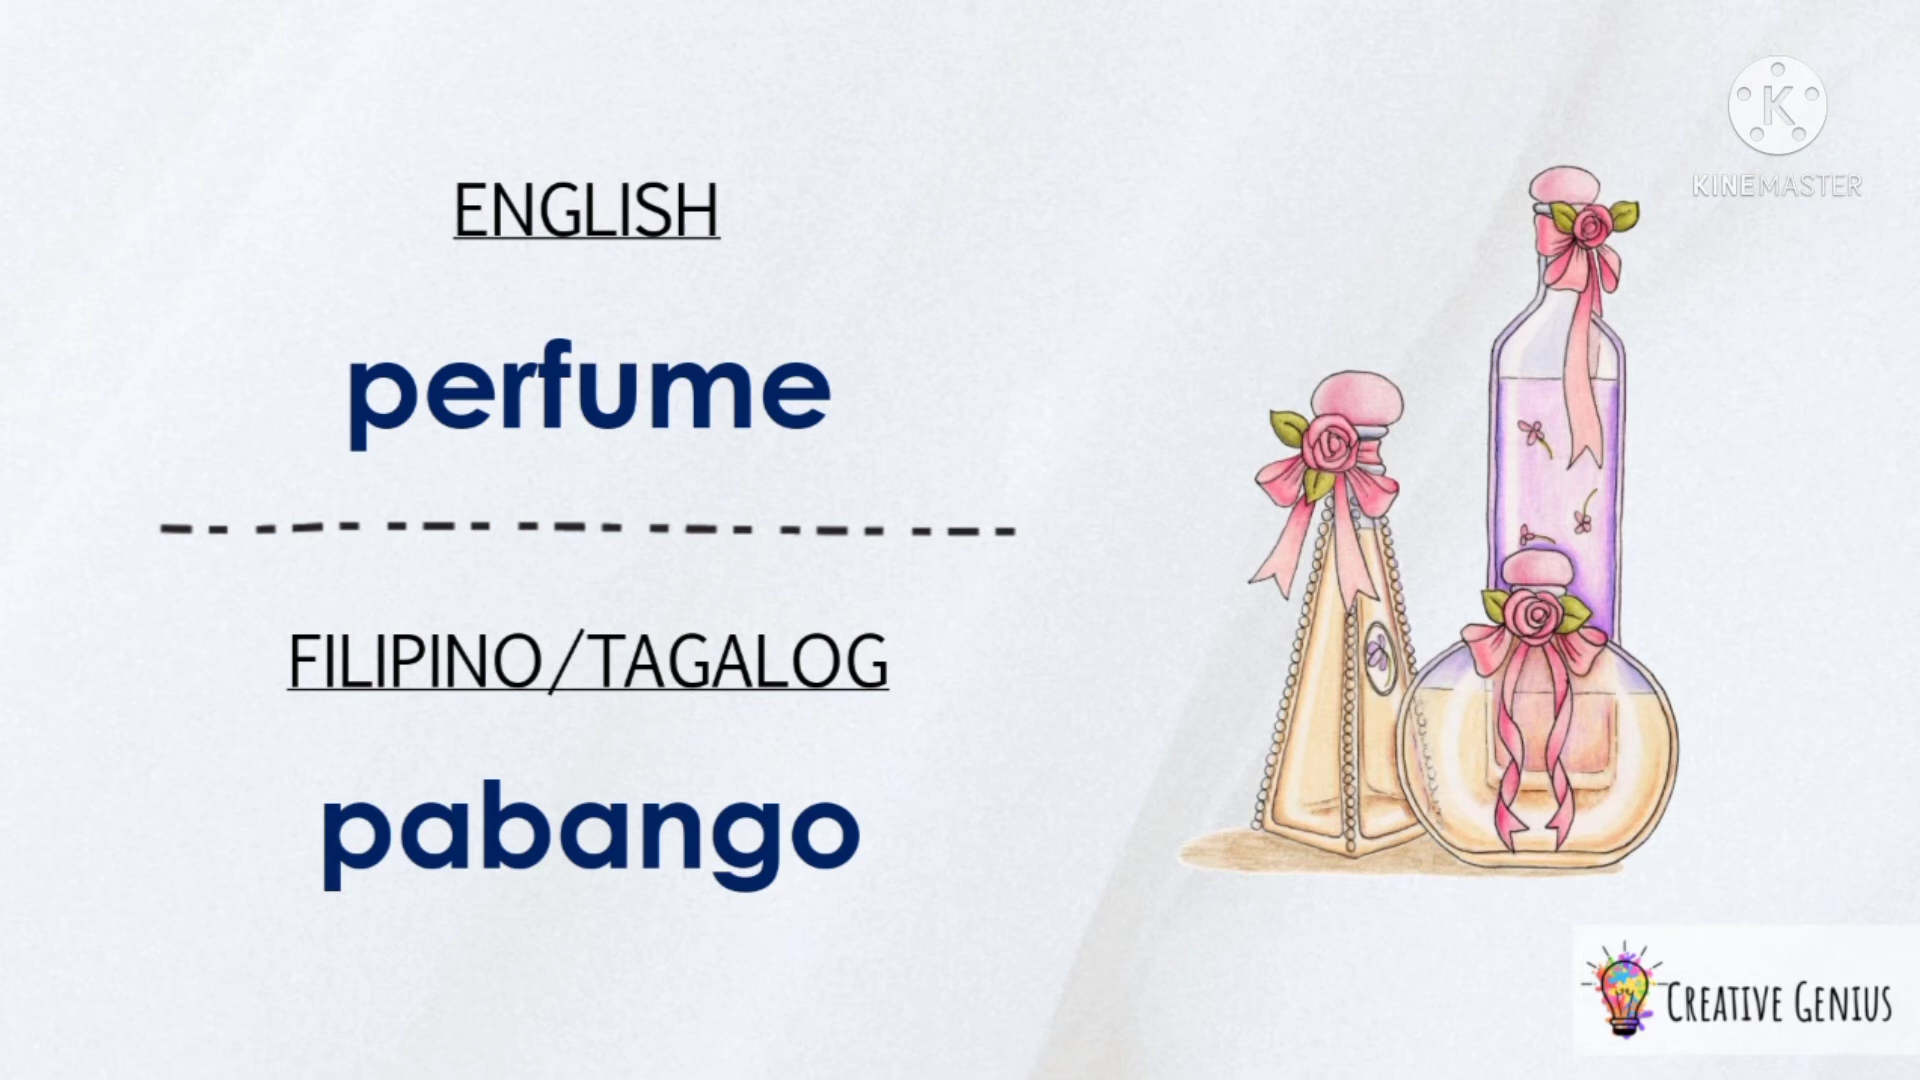 ENGLISH
perfume
FILIPINO/TAGALOG
pabango
K
KINEMASTER
CREATIVE GENIUS